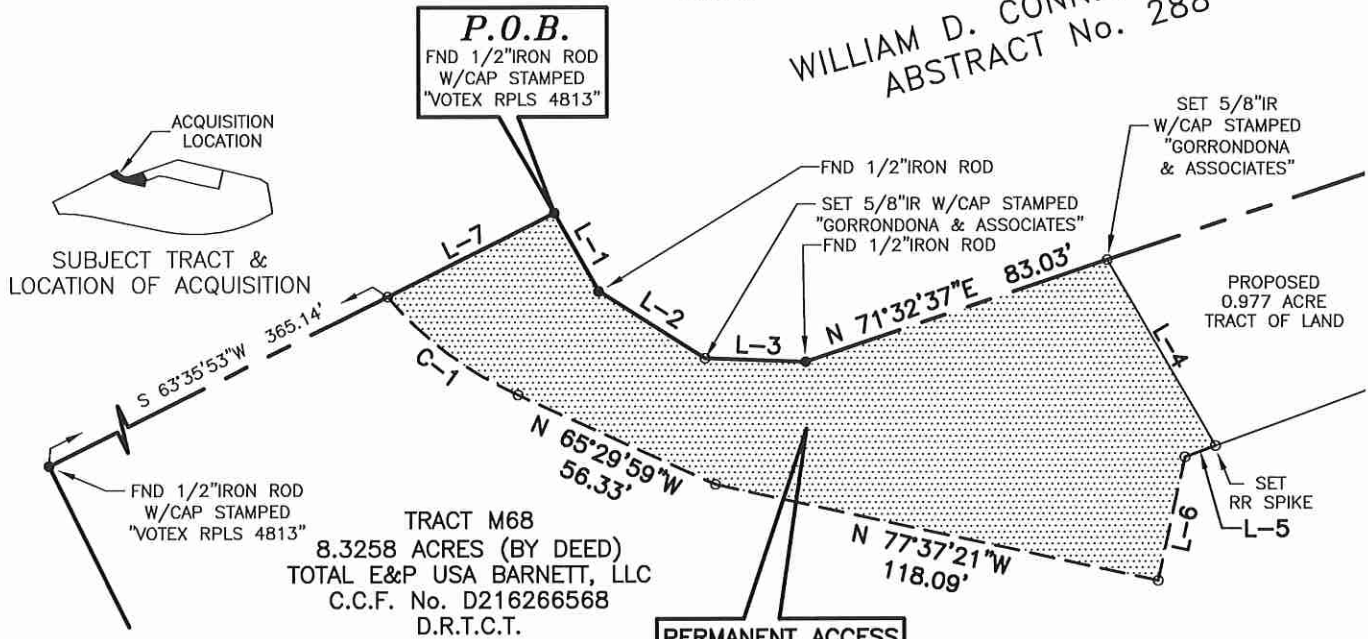 P.O.B.
FND 1/2"IRON ROD
W/CAP STAMPED
"VOTEX RPLS 4813"
WILLIAM D.
ABSTRACT No. 288
ACQUISITION
LOCATION
SUBJECT TRACT &
LOCATION OF ACQUISITION
SET 5/8"IR
W/CAP STAMPED
"GORRONDONA
& ASSOCIATES"
FND 1/2"IRON ROD
SET 5/8"IR W/CAP STAMPED
"GORRONDONA & ASSOCIATES"
FND 1/2"IRON ROD
L-7
L-1
L-2
L-3
N 71°32'37"E 83.03'
PROPOSED
0.977 ACRE
TRACT OF LAND
L-4
S 63°35'53"W 365.14'
C-1
N 65°29'59"W
56.33'
N 77°37'21"W
118.09'
L-6
L-5
SET
RR SPIKE
FND 1/2"IRON ROD
W/CAP STAMPED
"VOTEX RPLS 4813"
TRACT M68
8.3258 ACRES (BY DEED)
TOTAL E&P USA BARNETT, LLC
C.C.F. No. D216266568
D.R.T.C.T.
PERMANENT ACCESS